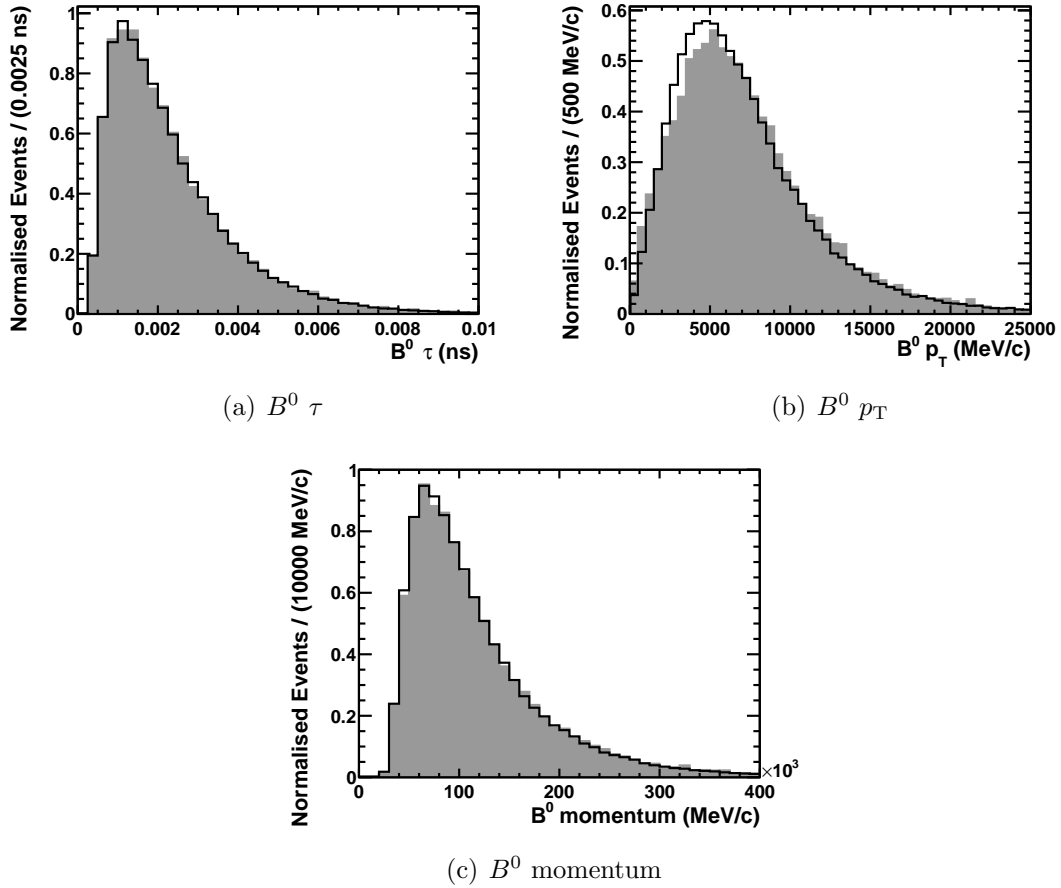 Normalised Events / (0.0025 ns)
1
0.8
0.6
0.4
0.2
0
0 0.002 0.004 0.006 0.008 0.01
B⁰ τ (ns)
(a) B⁰ τ
Normalised Events / (500 MeV/c)
0.6
0.5
0.4
0.3
0.2
0.1
0
0 5000 10000 15000 20000 25000
B⁰ p_T (MeV/c)
(b) B⁰ p_T
Normalised Events / (10000 MeV/c)
1
0.8
0.6
0.4
0.2
0
×10³
0 100 200 300 400
B⁰ momentum (MeV/c)
(c) B⁰ momentum